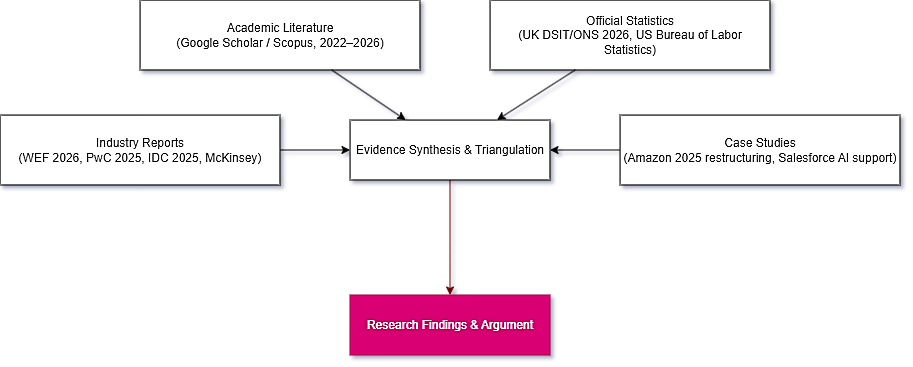 Academic Literature
(Google Scholar / Scopus, 2022–2026)
Official Statistics
(UK DSIT/ONS 2026, US Bureau of Labor
Statistics)
Industry Reports
(WEF 2026, PwC 2025, IDC 2025, McKinsey)
Evidence Synthesis & Triangulation
Case Studies
(Amazon 2025 restructuring, Salesforce AI support)
Research Findings & Argument